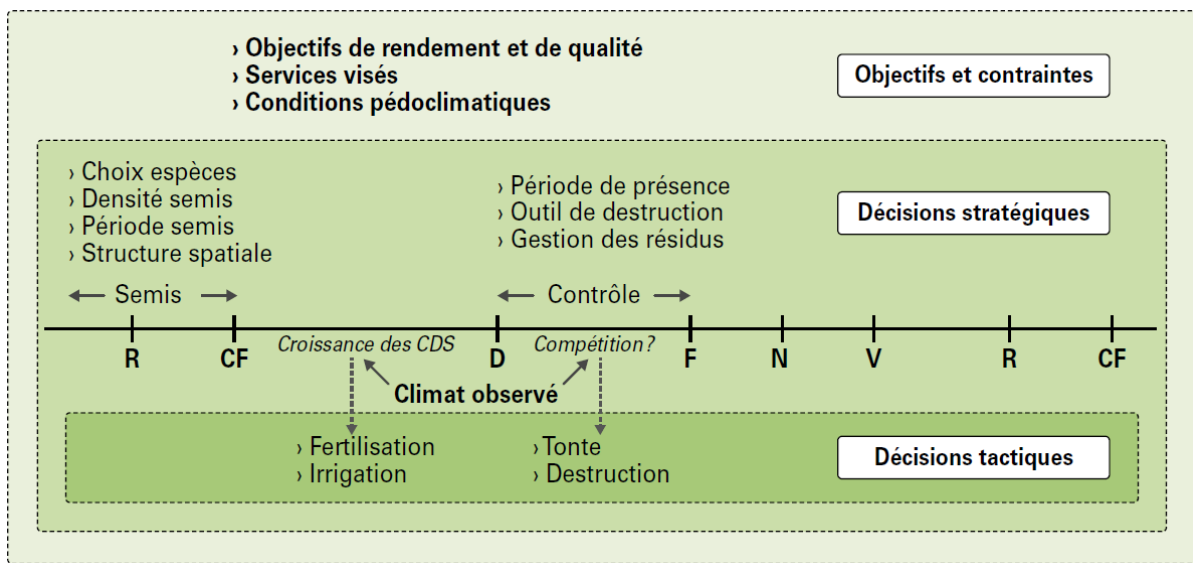 › Objectifs de rendement et de qualité
› Services visés
› Conditions pédoclimatiques
Objectifs et contraintes
› Choix espèces
› Densité semis
› Période semis
› Structure spatiale
› Période de présence
› Outil de destruction
› Gestion des résidus
Décisions stratégiques
Semis
Contrôle
Croissance des CDS
Compétition ?
R CF D F N V R CF
Climat observé
› Fertilisation
› Irrigation
› Tonte
› Destruction
Décisions tactiques